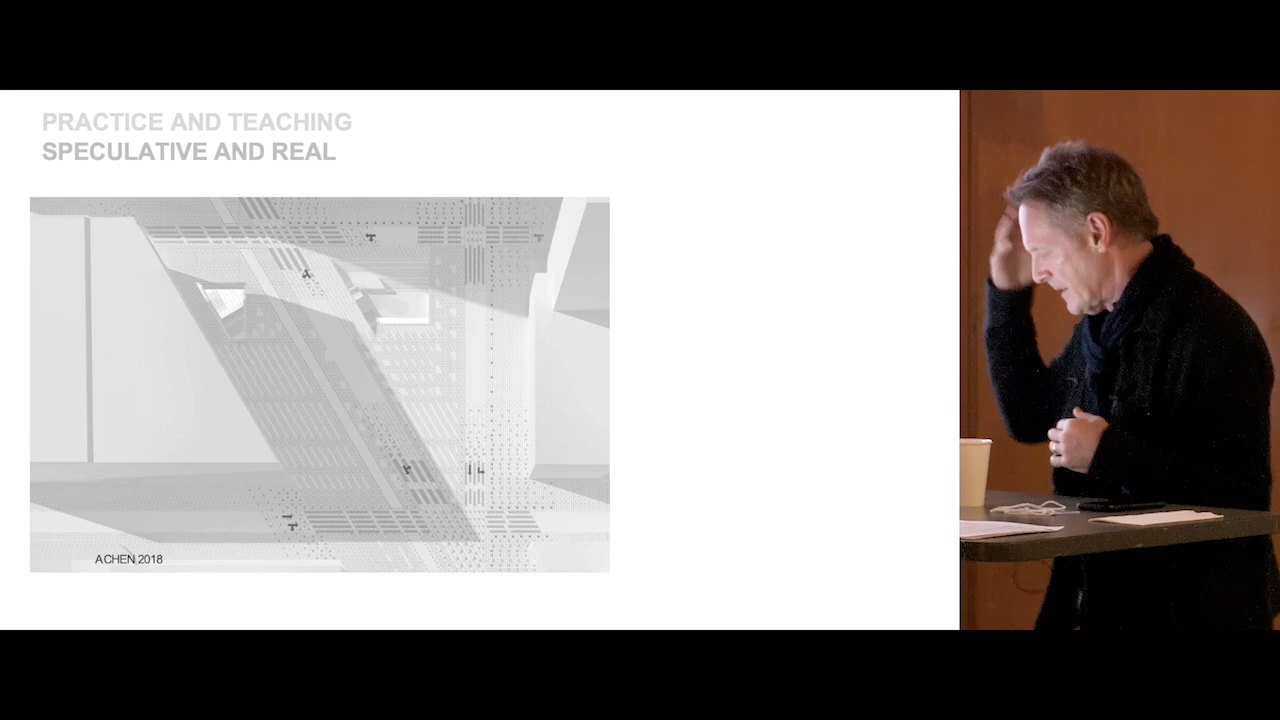 PRACTICE AND TEACHING
SPECULATIVE AND REAL
ACHEN 2018